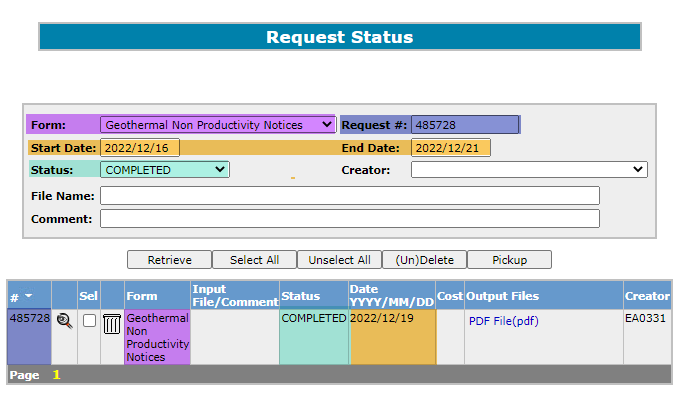 Request Status
Form: Geothermal Non Productivity Notices Request #: 485728
Start Date: 2022/12/16 End Date: 2022/12/21
Status: COMPLETED Creator:
File Name:
Comment:
Retrieve Select All Unselect All (Un)Delete Pickup
# Sel Form Input File/Comment Status Date YYYY/MM/DD Cost Output Files Creator
485728 Geothermal Non Productivity Notices COMPLETED 2022/12/19 PDF File(pdf) EA0331
Page 1